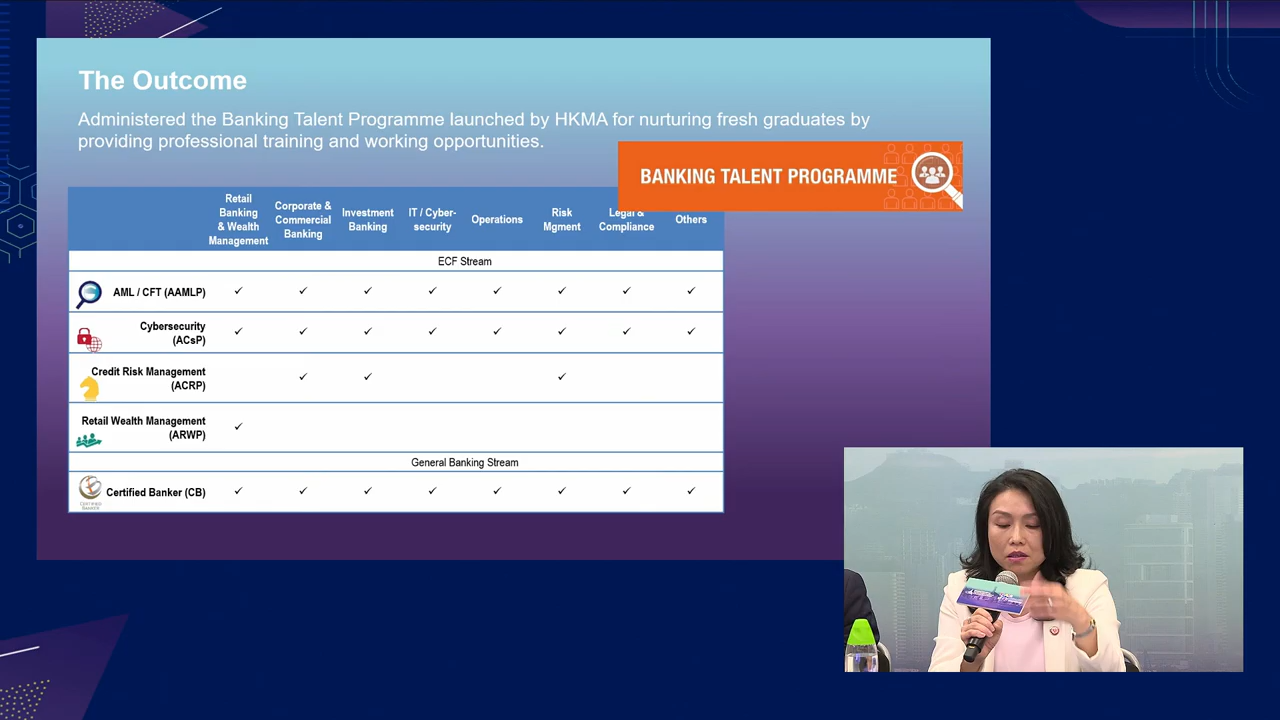 The Outcome
Administered the Banking Talent Programme launched by HKMA for nurturing fresh graduates by
providing professional training and working opportunities.
BANKING TALENT PROGRAMME
Retail
Banking
& Wealth
Management
Corporate &
Commercial
Banking
Investment
Banking
IT / Cyber-
security
Operations
Risk
Mgment
Legal &
Compliance
Others
ECF Stream
AML / CFT (AAMLP) ✓ ✓ ✓ ✓ ✓ ✓ ✓ ✓
Cybersecurity
(ACsP) ✓ ✓ ✓ ✓ ✓ ✓ ✓ ✓
Credit Risk Management
(ACRP) ✓ ✓ ✓
Retail Wealth Management
(ARWP) ✓
General Banking Stream
Certified Banker (CB) ✓ ✓ ✓ ✓ ✓ ✓ ✓ ✓